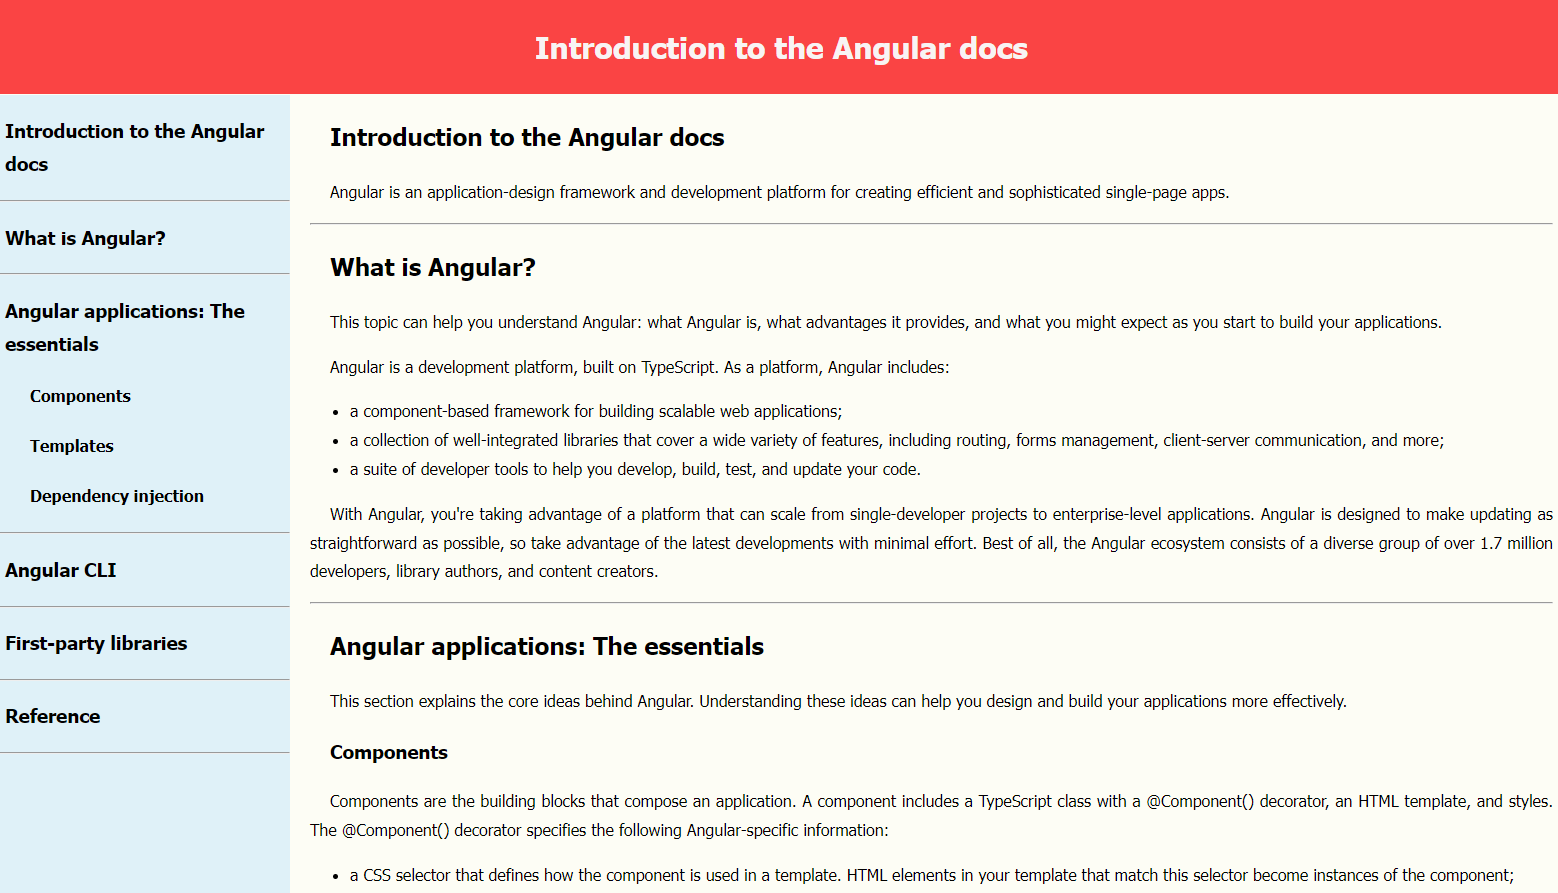 Introduction to the Angular docs
Introduction to the Angular
docs
What is Angular?
Angular applications: The
essentials
Components
Templates
Dependency injection
Angular CLI
First-party libraries
Reference
Introduction to the Angular docs
Angular is an application-design framework and development platform for creating efficient and sophisticated single-page apps.
What is Angular?
This topic can help you understand Angular: what Angular is, what advantages it provides, and what you might expect as you start to build your applications.
Angular is a development platform, built on TypeScript. As a platform, Angular includes:
• a component-based framework for building scalable web applications;
• a collection of well-integrated libraries that cover a wide variety of features, including routing, forms management, client-server communication, and more;
• a suite of developer tools to help you develop, build, test, and update your code.
With Angular, you're taking advantage of a platform that can scale from single-developer projects to enterprise-level applications. Angular is designed to make updating as
straightforward as possible, so take advantage of the latest developments with minimal effort. Best of all, the Angular ecosystem consists of a diverse group of over 1.7 million
developers, library authors, and content creators.
Angular applications: The essentials
This section explains the core ideas behind Angular. Understanding these ideas can help you design and build your applications more effectively.
Components
Components are the building blocks that compose an application. A component includes a TypeScript class with a @Component() decorator, an HTML template, and styles.
The @Component() decorator specifies the following Angular-specific information:
• a CSS selector that defines how the component is used in a template. HTML elements in your template that match this selector become instances of the component;